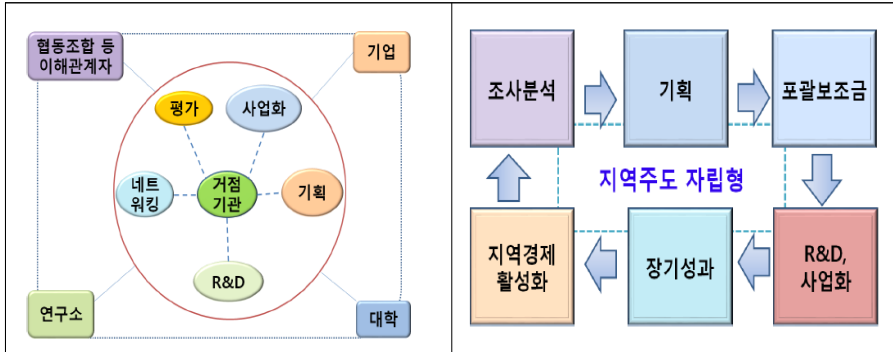 협동조합 등
이해관계자
기업
평가
사업화
네트
워킹
거점
기관
기획
R&D
연구소
대학
조사분석
기획
포괄보조금
지역주도 자립형
지역경제
활성화
장기성과
R&D,
사업화